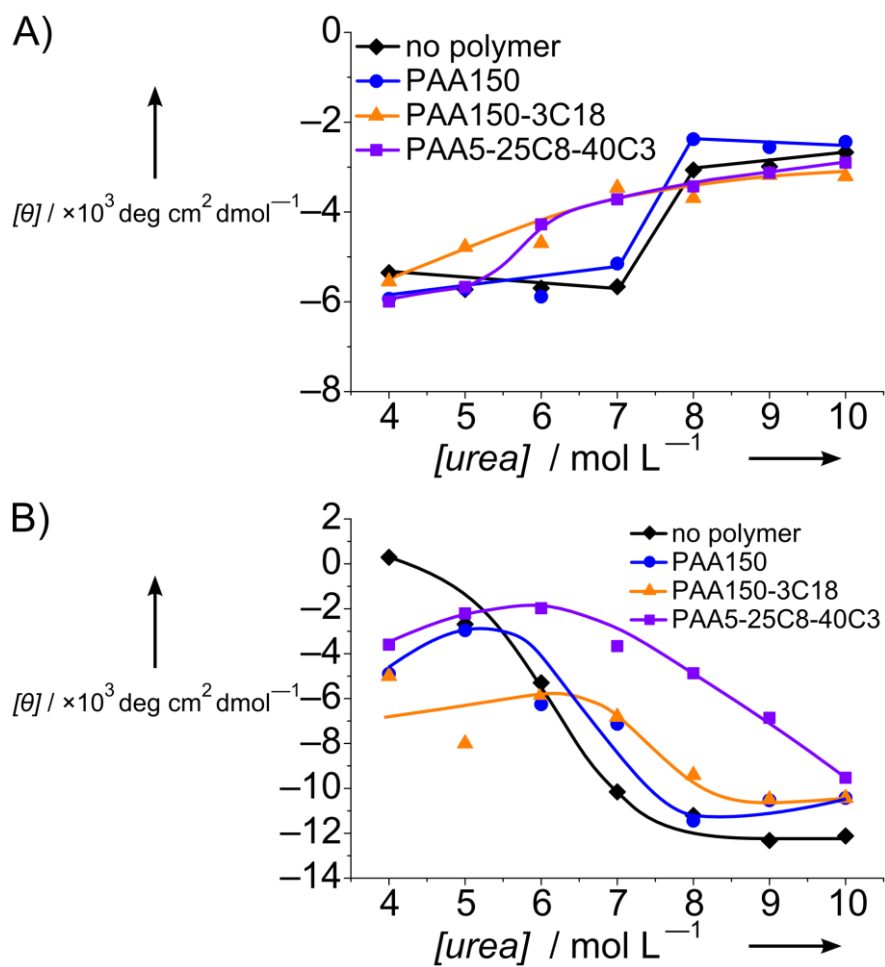 A)
no polymer
PAA150
PAA150-3C18
PAA5-25C8-40C3
[θ] / ×10³ deg cm² dmol⁻¹
0
−2
−4
−6
−8
4 5 6 7 8 9 10
[urea] / mol L⁻¹
B)
no polymer
PAA150
PAA150-3C18
PAA5-25C8-40C3
[θ] / ×10³ deg cm² dmol⁻¹
2
0
−2
−4
−6
−8
−10
−12
−14
4 5 6 7 8 9 10
[urea] / mol L⁻¹